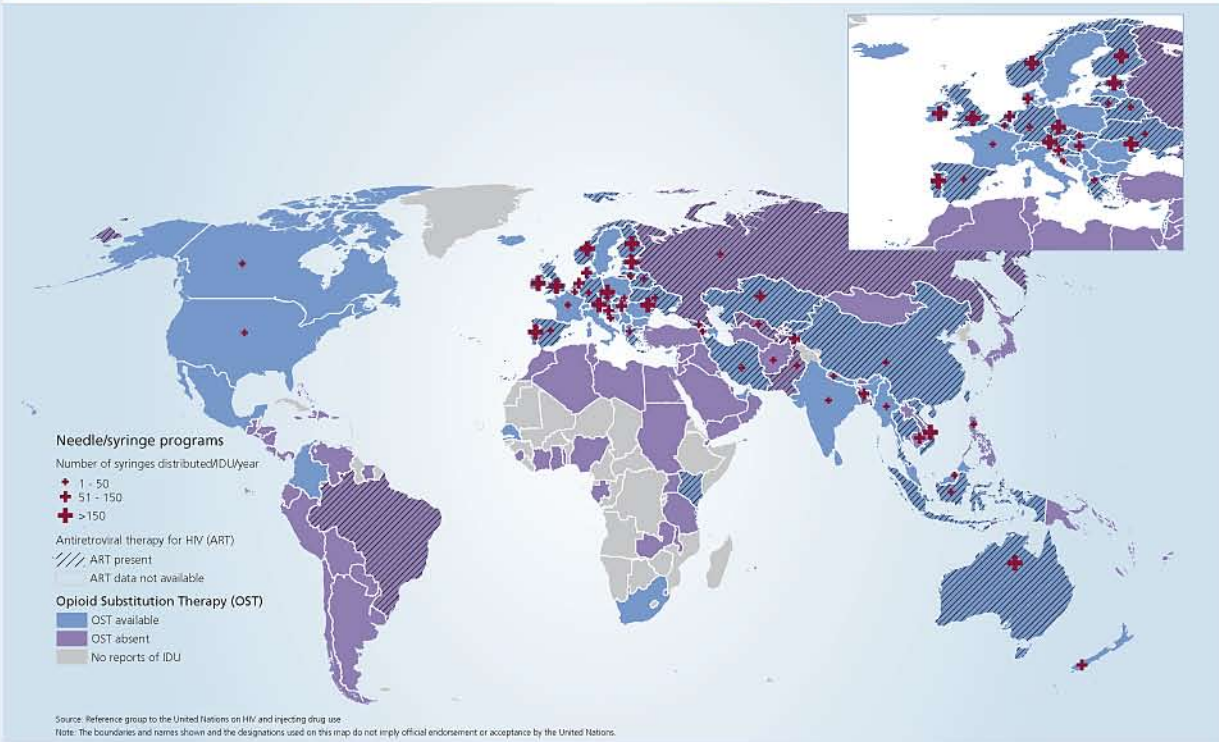 Needle/syringe programs
Number of syringes distributed/IDU/year
1 - 50
51 - 150
>150
Antiretroviral therapy for HIV (ART)
ART present
ART data not available
Opioid Substitution Therapy (OST)
OST available
OST absent
No reports of IDU
Source: Reference group to the United Nations on HIV and injecting drug use
Note: The boundaries and names shown and the designations used on this map do not imply official endorsement or acceptance by the United Nations.